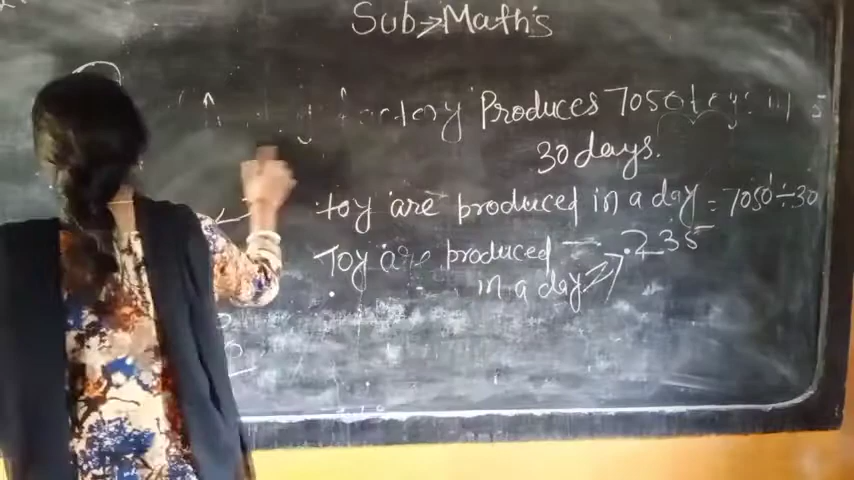 Sub → Math's
factory Produces 7050 toys in
30 days.
toy are produced in a day = 7050 ÷ 30
Toy are produced = 235
in a day